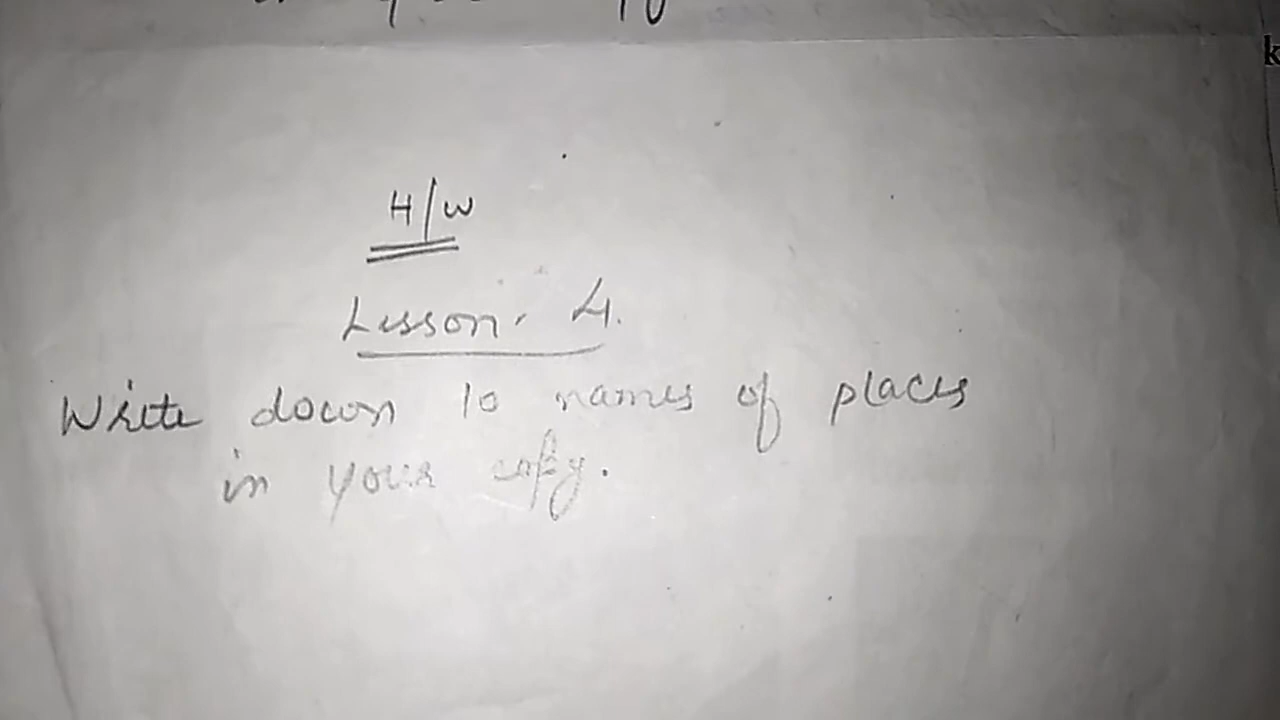 H/W
Lesson. 4.
Write down 10 names of places
in your copy.